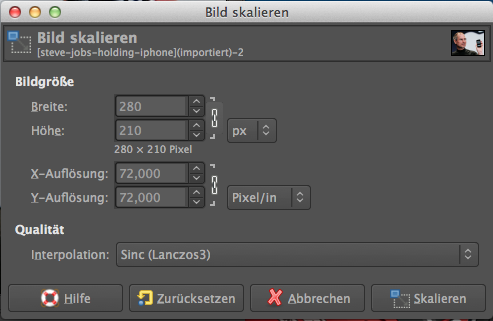 Bild skalieren
Bild skalieren
[steve-jobs-holding-iphone](importiert)-2
Bildgröße
Breite: 280
Höhe: 210 px
280 × 210 Pixel
X-Auflösung: 72,000
Y-Auflösung: 72,000 Pixel/in
Qualität
Interpolation: Sinc (Lanczos3)
Hilfe Zurücksetzen Abbrechen Skalieren